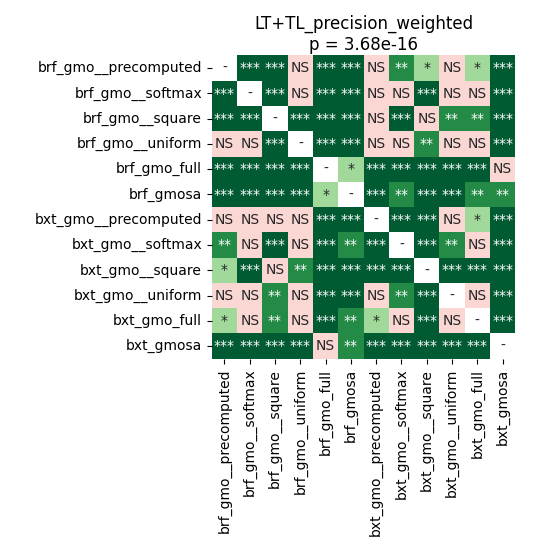 LT+TL_precision_weighted
p = 3.68e-16
brf_gmo__precomputed - *** *** NS *** *** NS ** * NS * ***
brf_gmo__softmax *** - *** NS *** *** NS NS *** NS NS ***
brf_gmo__square *** *** - *** *** *** NS *** NS ** ** ***
brf_gmo__uniform NS NS *** - *** *** NS NS ** NS NS ***
brf_gmo_full *** *** *** *** - * *** *** *** *** *** NS
brf_gmosa *** *** *** *** * - *** ** *** *** ** **
bxt_gmo__precomputed NS NS NS NS *** *** - *** *** NS * ***
bxt_gmo__softmax ** NS *** NS *** ** *** - *** ** NS ***
bxt_gmo__square * *** NS ** *** *** *** *** - *** *** ***
bxt_gmo__uniform NS NS ** NS *** *** NS ** *** - NS ***
bxt_gmo_full * NS ** NS *** ** * NS *** NS - ***
bxt_gmosa *** *** *** *** NS ** *** *** *** *** *** -
brf_gmo__precomputed
brf_gmo__softmax
brf_gmo__square
brf_gmo__uniform
brf_gmo_full
brf_gmosa
bxt_gmo__precomputed
bxt_gmo__softmax
bxt_gmo__square
bxt_gmo__uniform
bxt_gmo_full
bxt_gmosa